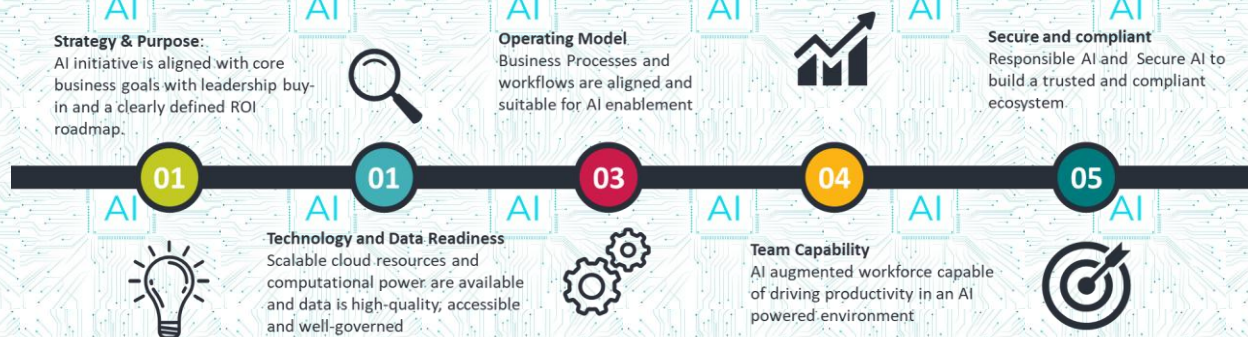 AI AI AI AI AI AI
Strategy & Purpose:
AI initiative is aligned with core
business goals with leadership buy-
in and a clearly defined ROI
roadmap.
Operating Model
Business Processes and
workflows are aligned and
suitable for AI enablement
Secure and compliant
Responsible AI and Secure AI to
build a trusted and compliant
ecosystem
01 01 03 04 05
AI AI AI AI AI AI
Technology and Data Readiness
Scalable cloud resources and
computational power are available
and data is high-quality, accessible
and well-governed
Team Capability
AI augmented workforce capable
of driving productivity in an AI
powered environment